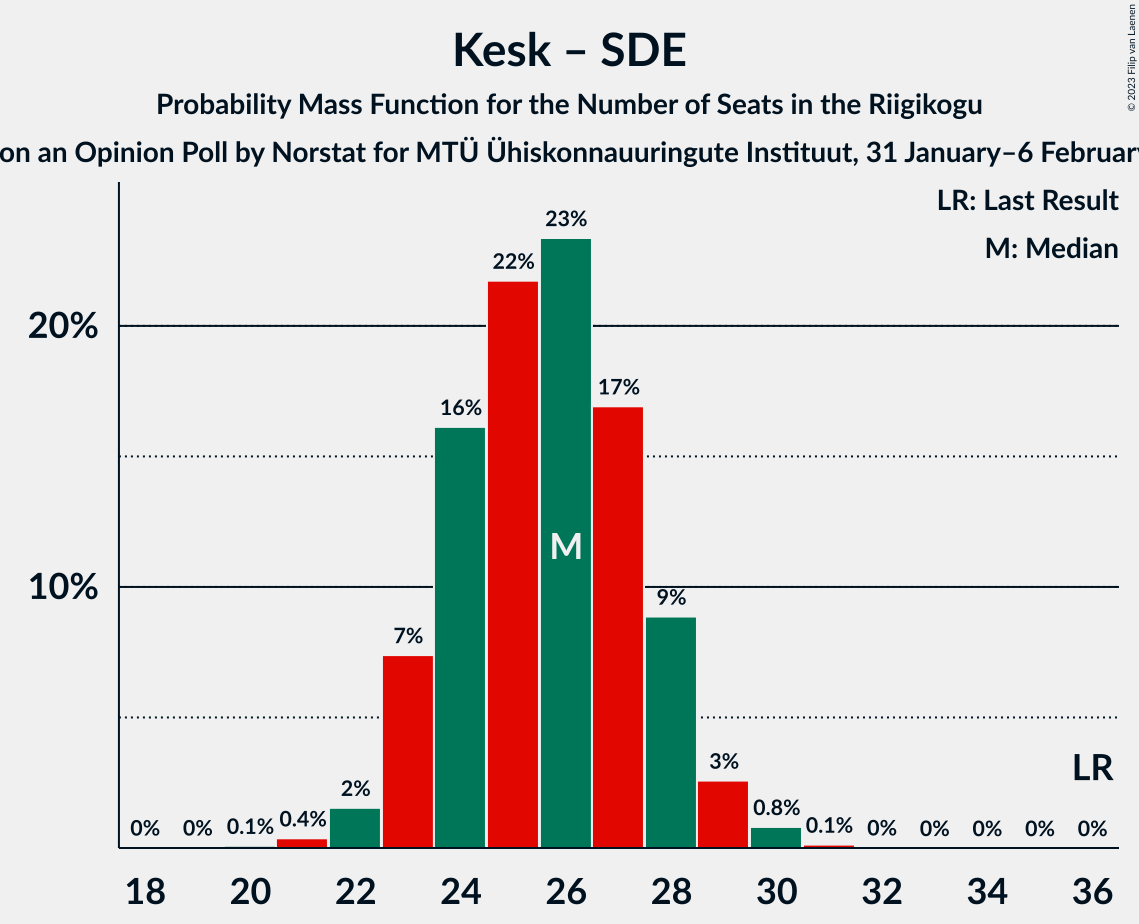 Kesk – SDE
Probability Mass Function for the Number of Seats in the Riigikogu
on an Opinion Poll by Norstat for MTÜ Ühiskonnauuringute Instituut, 31 January–6 February
© 2023 Filip van Laenen
LR: Last Result
M: Median
20%
10%
0%
0%
0.1%
0.4%
2%
7%
16%
22%
23%
17%
9%
3%
0.8%
0.1%
0%
0%
0%
0%
0%
M
LR
18 20 22 24 26 28 30 32 34 36